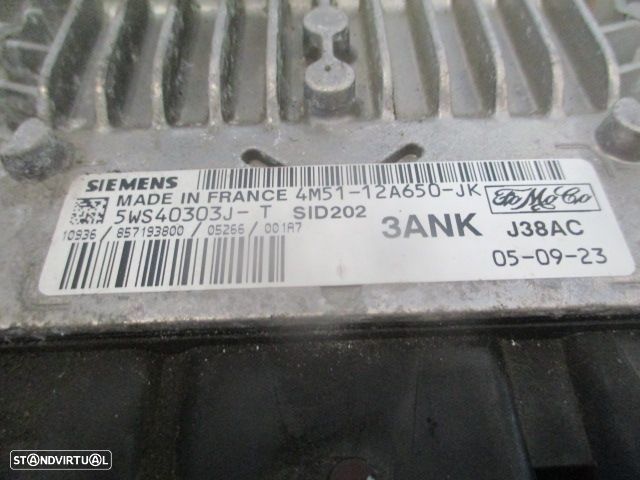 SIEMENS
MADE IN FRANCE 4M51-12A650-JK
5WS40303J-T SID202
10936 / 857193800 / 05266 / 001A7
3ANK
FoMoCo
J38AC
05-09-23
STANDVIRTUAL